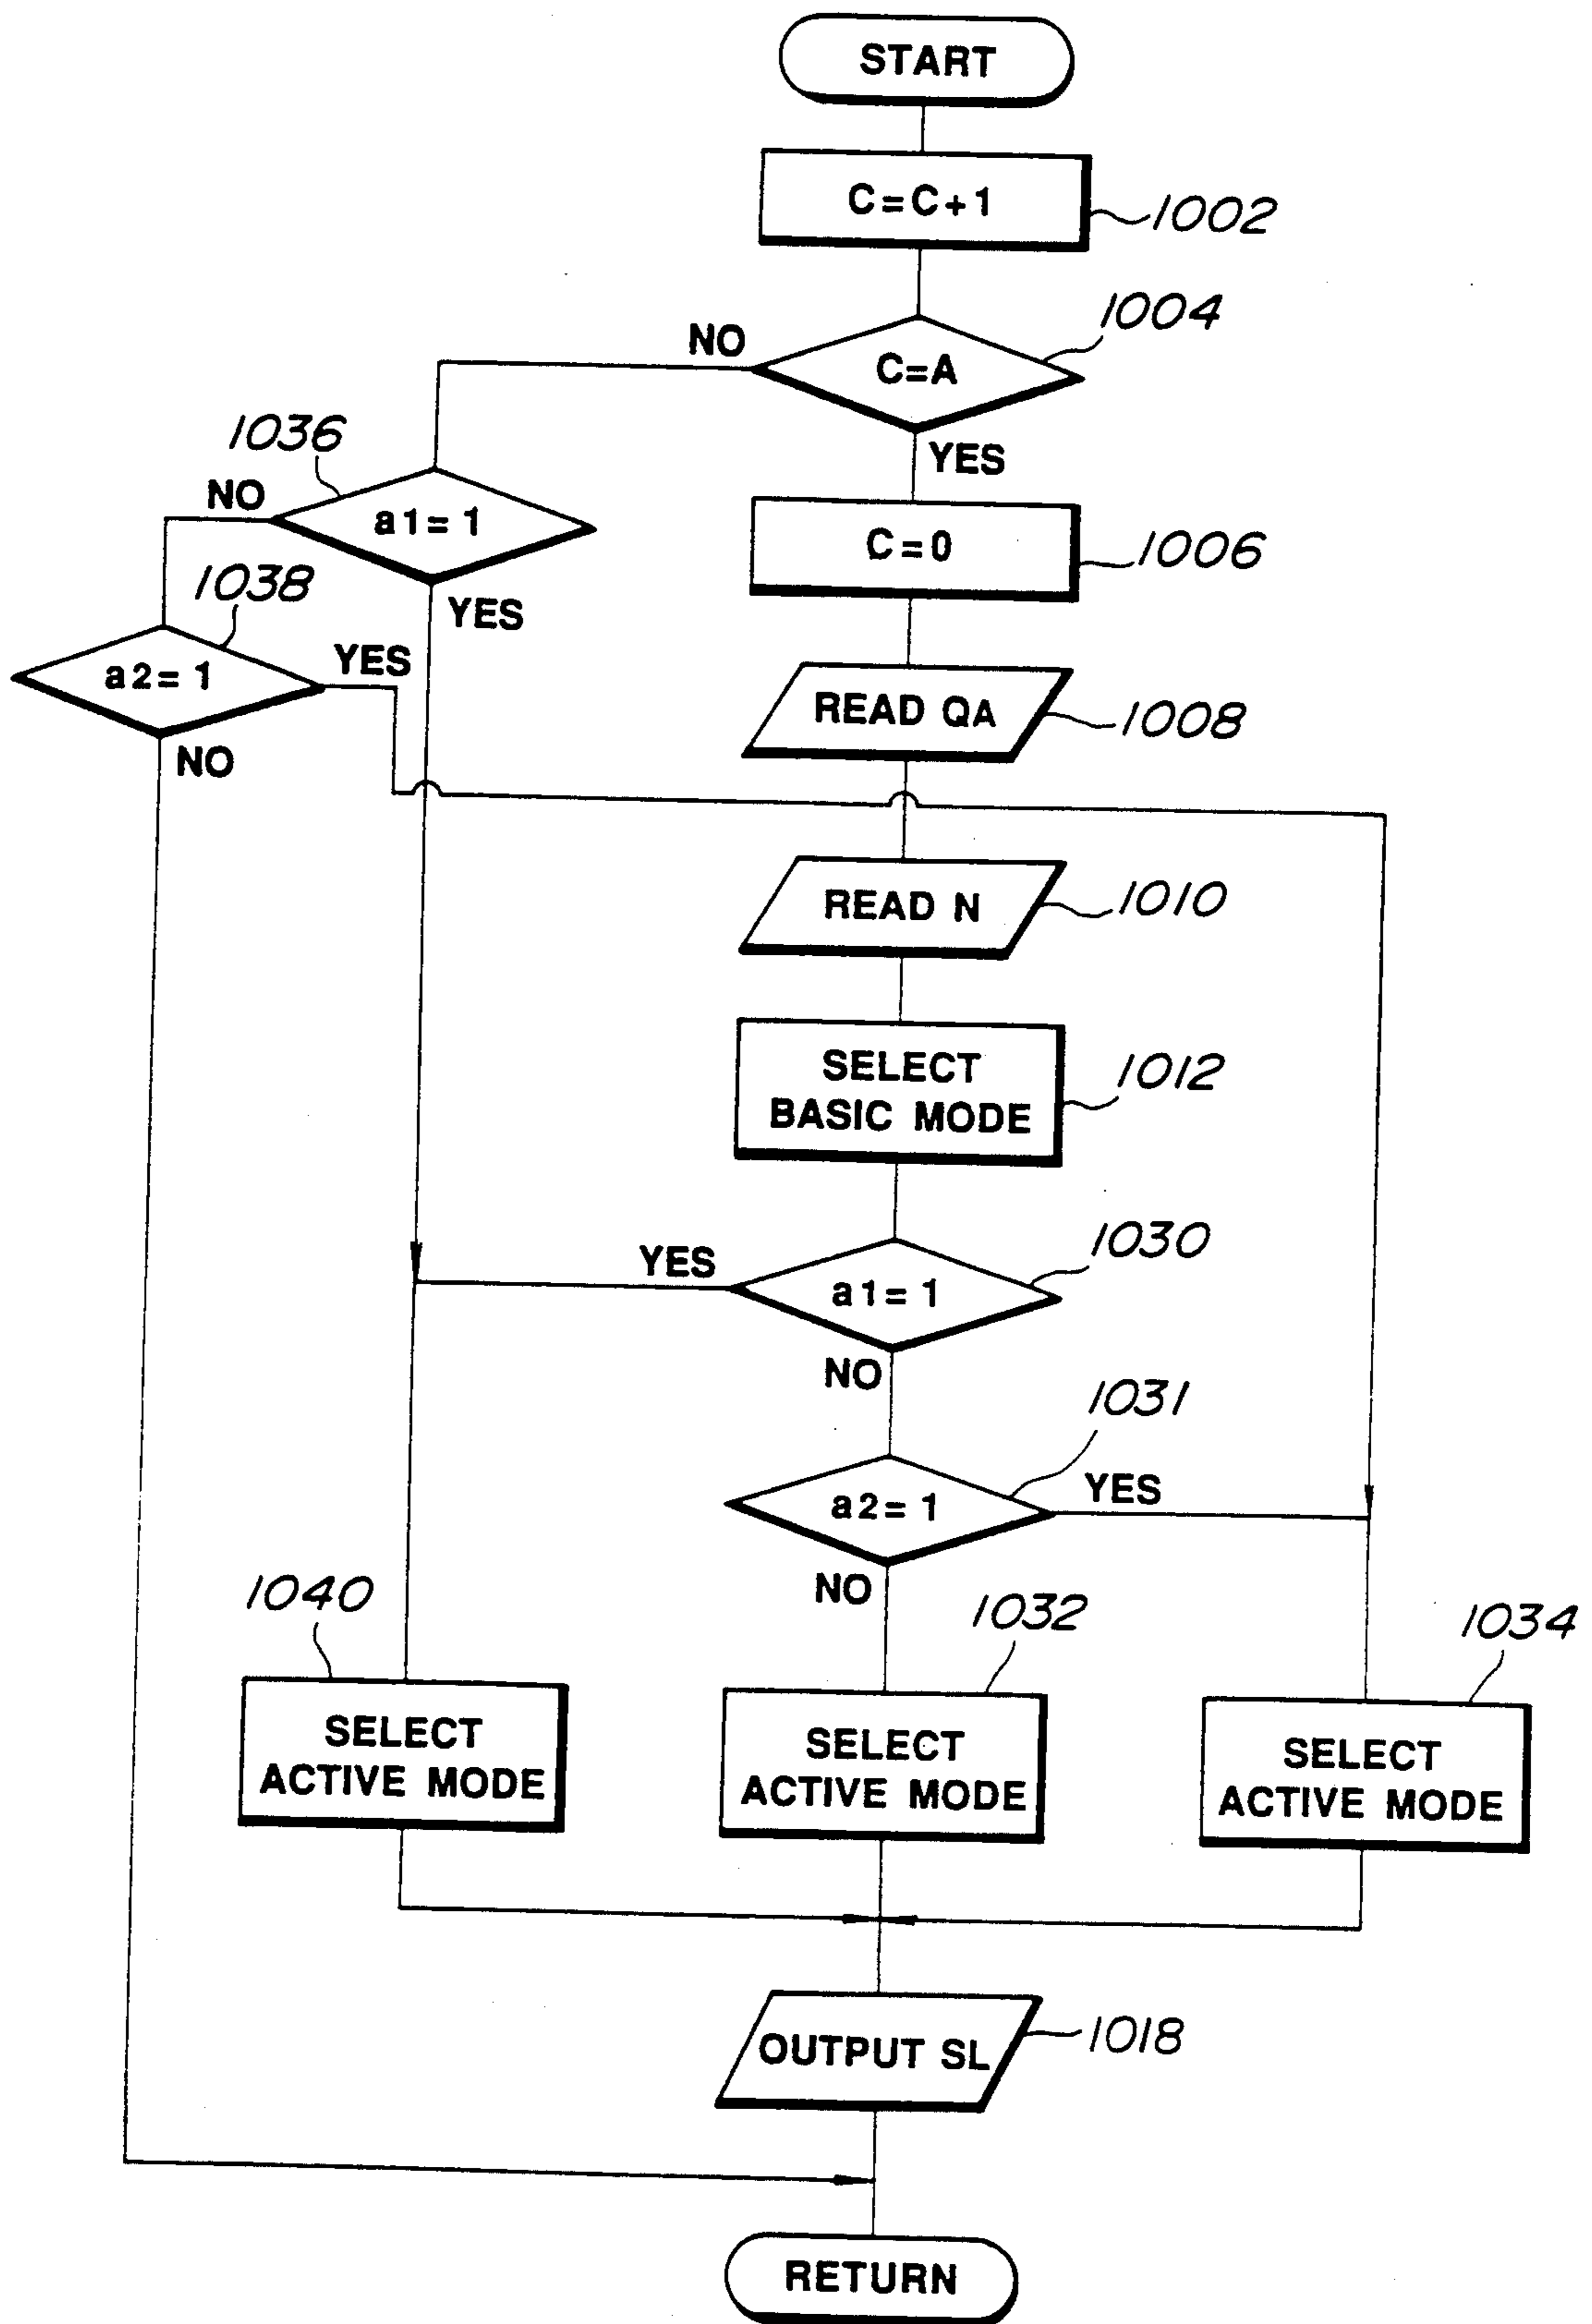 START
C=C+1
1002
1004
NO
C=A
YES
1036
NO
a1=1
YES
C=0
1006
1038
a2=1
YES
NO
READ QA
1008
READ N
1010
SELECT
BASIC MODE
1012
1030
YES
a1=1
NO
1031
a2=1
YES
NO
1040
SELECT
ACTIVE MODE
1032
SELECT
ACTIVE MODE
1034
SELECT
ACTIVE MODE
OUTPUT SL
1018
RETURN